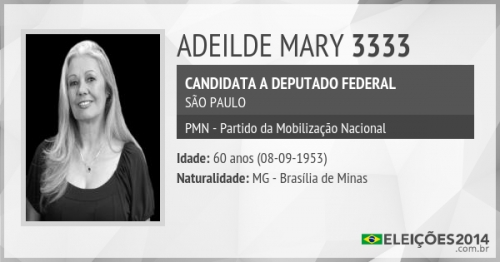 ADEILDE MARY 3333
CANDIDATA A DEPUTADO FEDERAL
SÃO PAULO
PMN - Partido da Mobilização Nacional
Idade: 60 anos (08-09-1953)
Naturalidade: MG - Brasília de Minas
ELEIÇÕES2014
.com.br